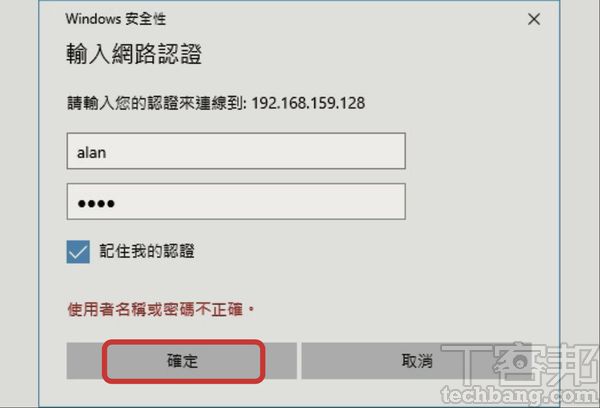 Windows 安全性
輸入網路認證
請輸入您的認證來連線到: 192.168.159.128
alan
記住我的認證
使用者名稱或密碼不正確。
確定
取消
T客邦
techbang.com